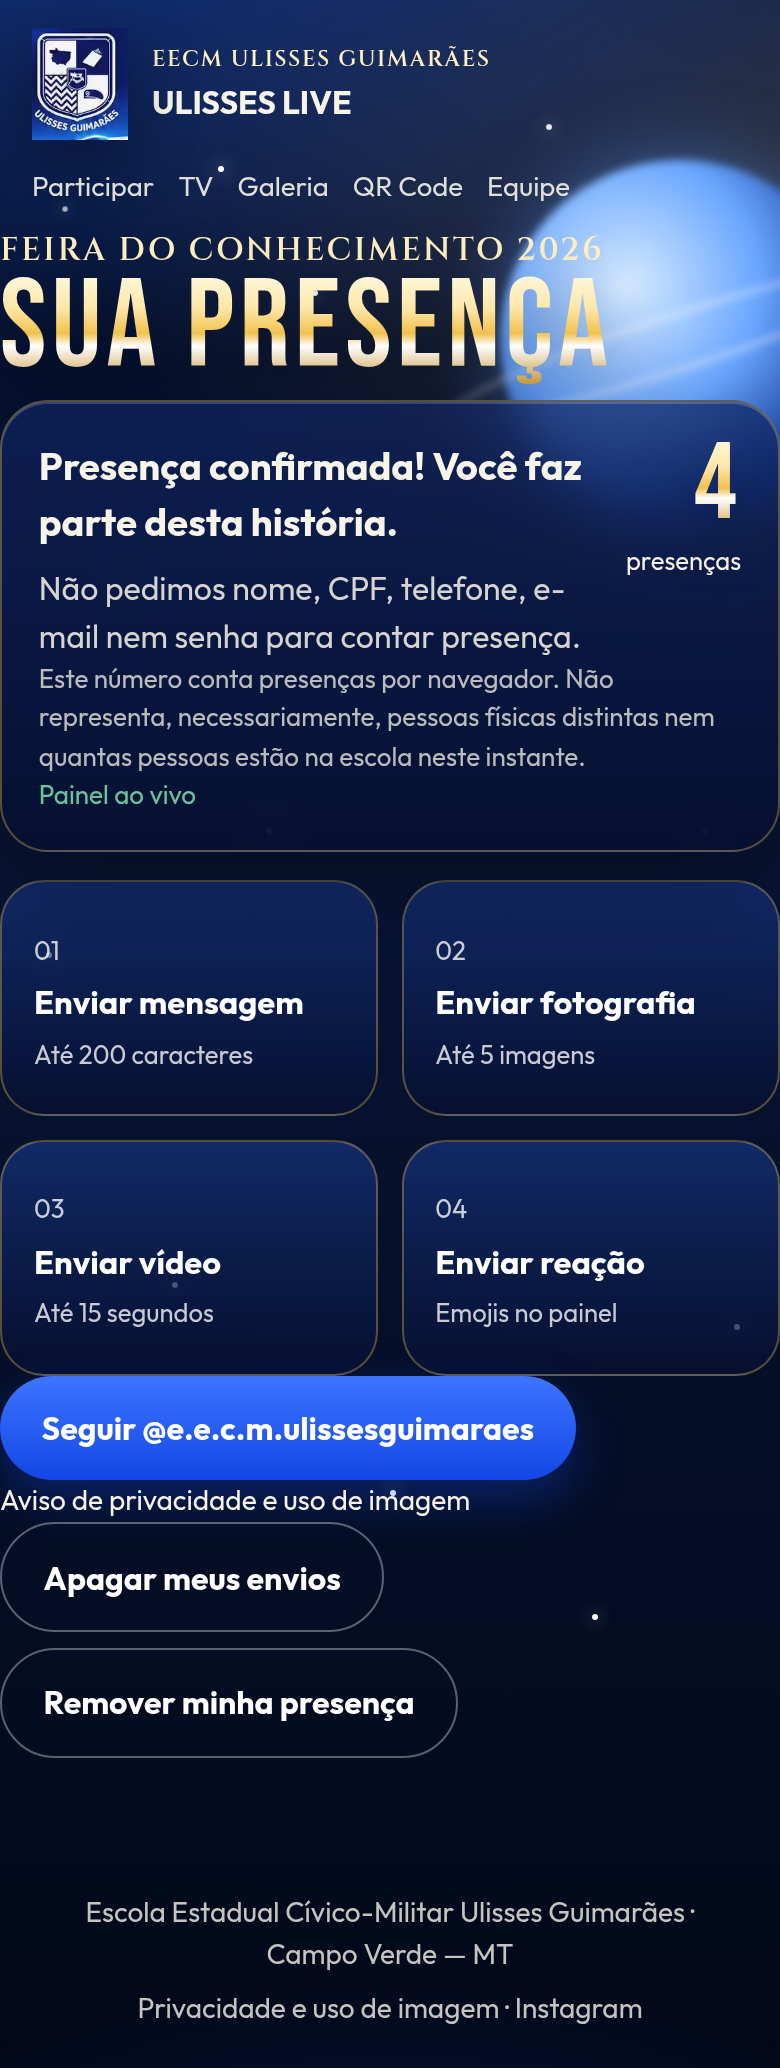 ULISSES GUIMARÃES
EECM ULISSES GUIMARÃES
ULISSES LIVE
Participar TV Galeria QR Code Equipe
FEIRA DO CONHECIMENTO 2026
SUA PRESENÇA
Presença confirmada! Você faz
parte desta história.
4
presenças
Não pedimos nome, CPF, telefone, e-
mail nem senha para contar presença.
Este número conta presenças por navegador. Não
representa, necessariamente, pessoas físicas distintas nem
quantas pessoas estão na escola neste instante.
Painel ao vivo
01
Enviar mensagem
Até 200 caracteres
02
Enviar fotografia
Até 5 imagens
03
Enviar vídeo
Até 15 segundos
04
Enviar reação
Emojis no painel
Seguir @e.e.c.m.ulissesguimaraes
Aviso de privacidade e uso de imagem
Apagar meus envios
Remover minha presença
Escola Estadual Cívico-Militar Ulisses Guimarães ·
Campo Verde — MT
Privacidade e uso de imagem · Instagram